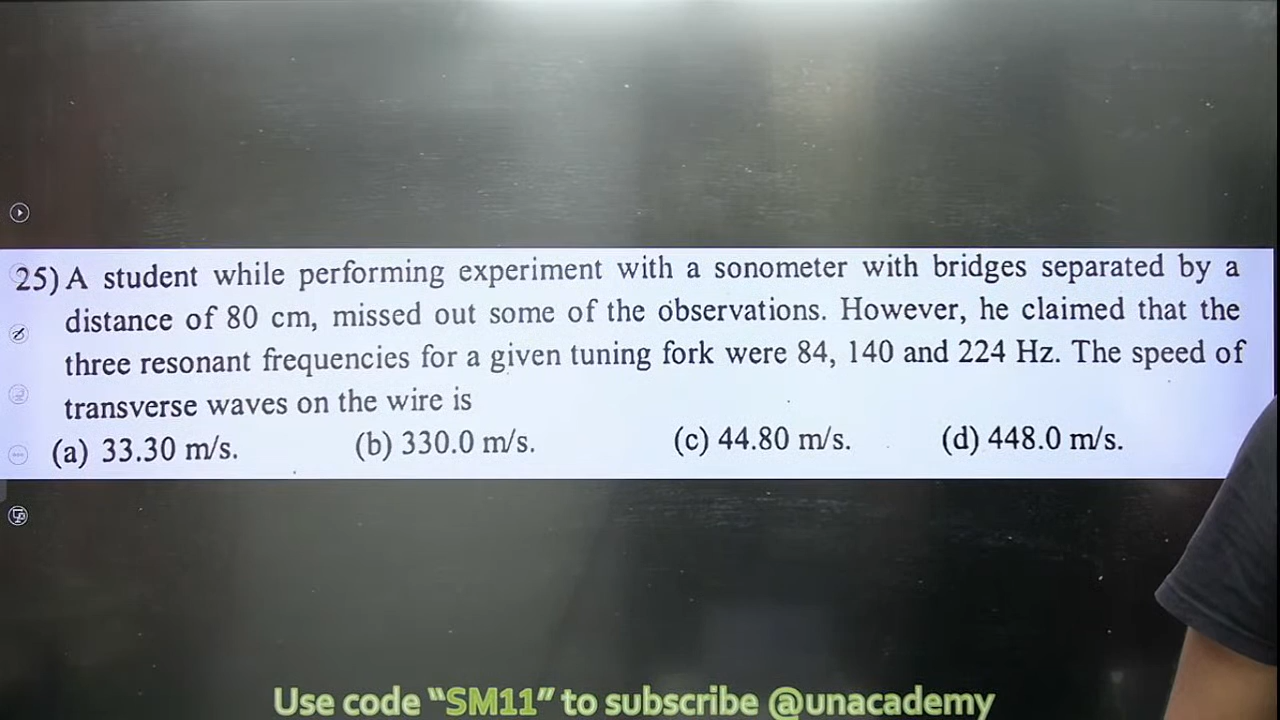 25) A student while performing experiment with a sonometer with bridges separated by a
distance of 80 cm, missed out some of the observations. However, he claimed that the
three resonant frequencies for a given tuning fork were 84, 140 and 224 Hz. The speed of
transverse waves on the wire is
(a) 33.30 m/s. (b) 330.0 m/s. (c) 44.80 m/s. (d) 448.0 m/s.
Use code "SM11" to subscribe @unacademy